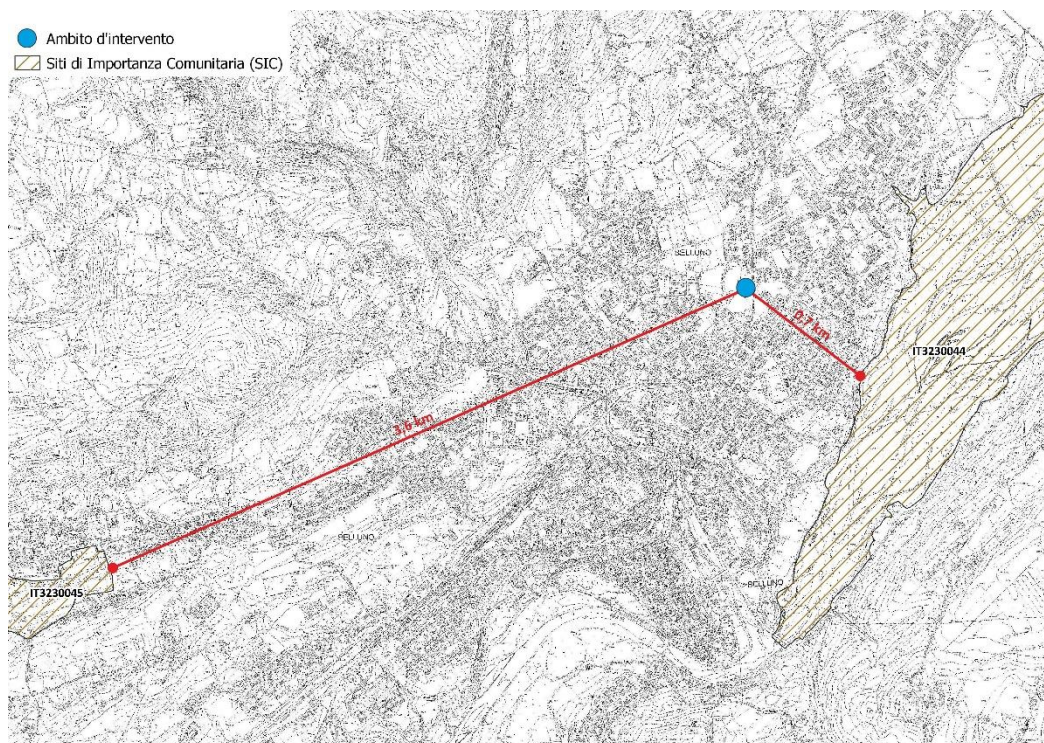 Ambito d'intervento
Siti di Importanza Comunitaria (SIC)
BELLUNO
0,7 km
IT3230044
3,6 km
BELLUNO
BELLUNO
IT3230045